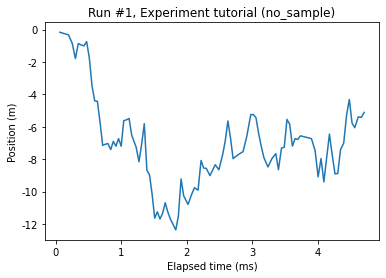 Run #1, Experiment tutorial (no_sample)
0
-2
-4
-6
-8
-10
-12
Position (m)
0 1 2 3 4
Elapsed time (ms)